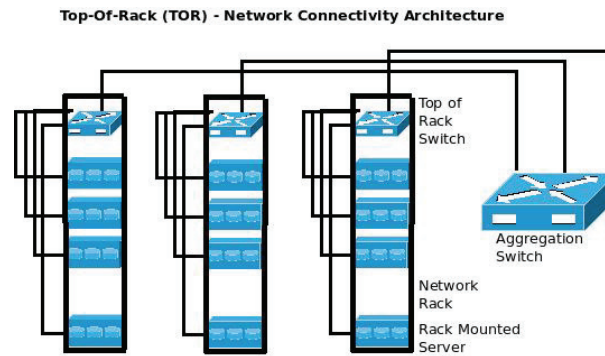 Top-Of-Rack (TOR) - Network Connectivity Architecture
Top of
Rack
Switch
Aggregation
Switch
Network
Rack
Rack Mounted
Server